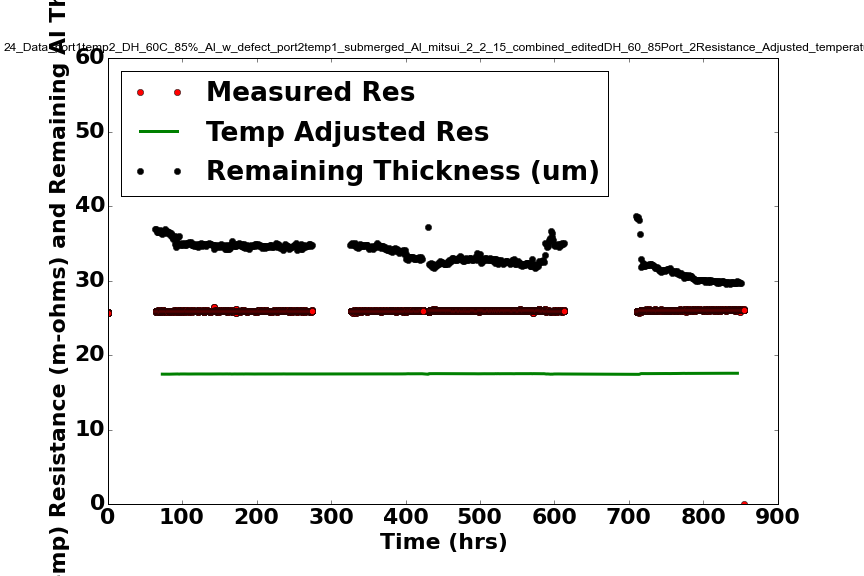 24_Data_port1temp2_DH_60C_85%_Al_w_defect_port2temp1_submerged_Al_mitsui_2_2_15_combined_editedDH_60_85Port_2Resistance_Adjusted_temperatu
60
50
40
30
20
10
0
Measured Res
Temp Adjusted Res
Remaining Thickness (um)
mp) Resistance (m-ohms) and Remaining Al Th
0 100 200 300 400 500 600 700 800 900
Time (hrs)